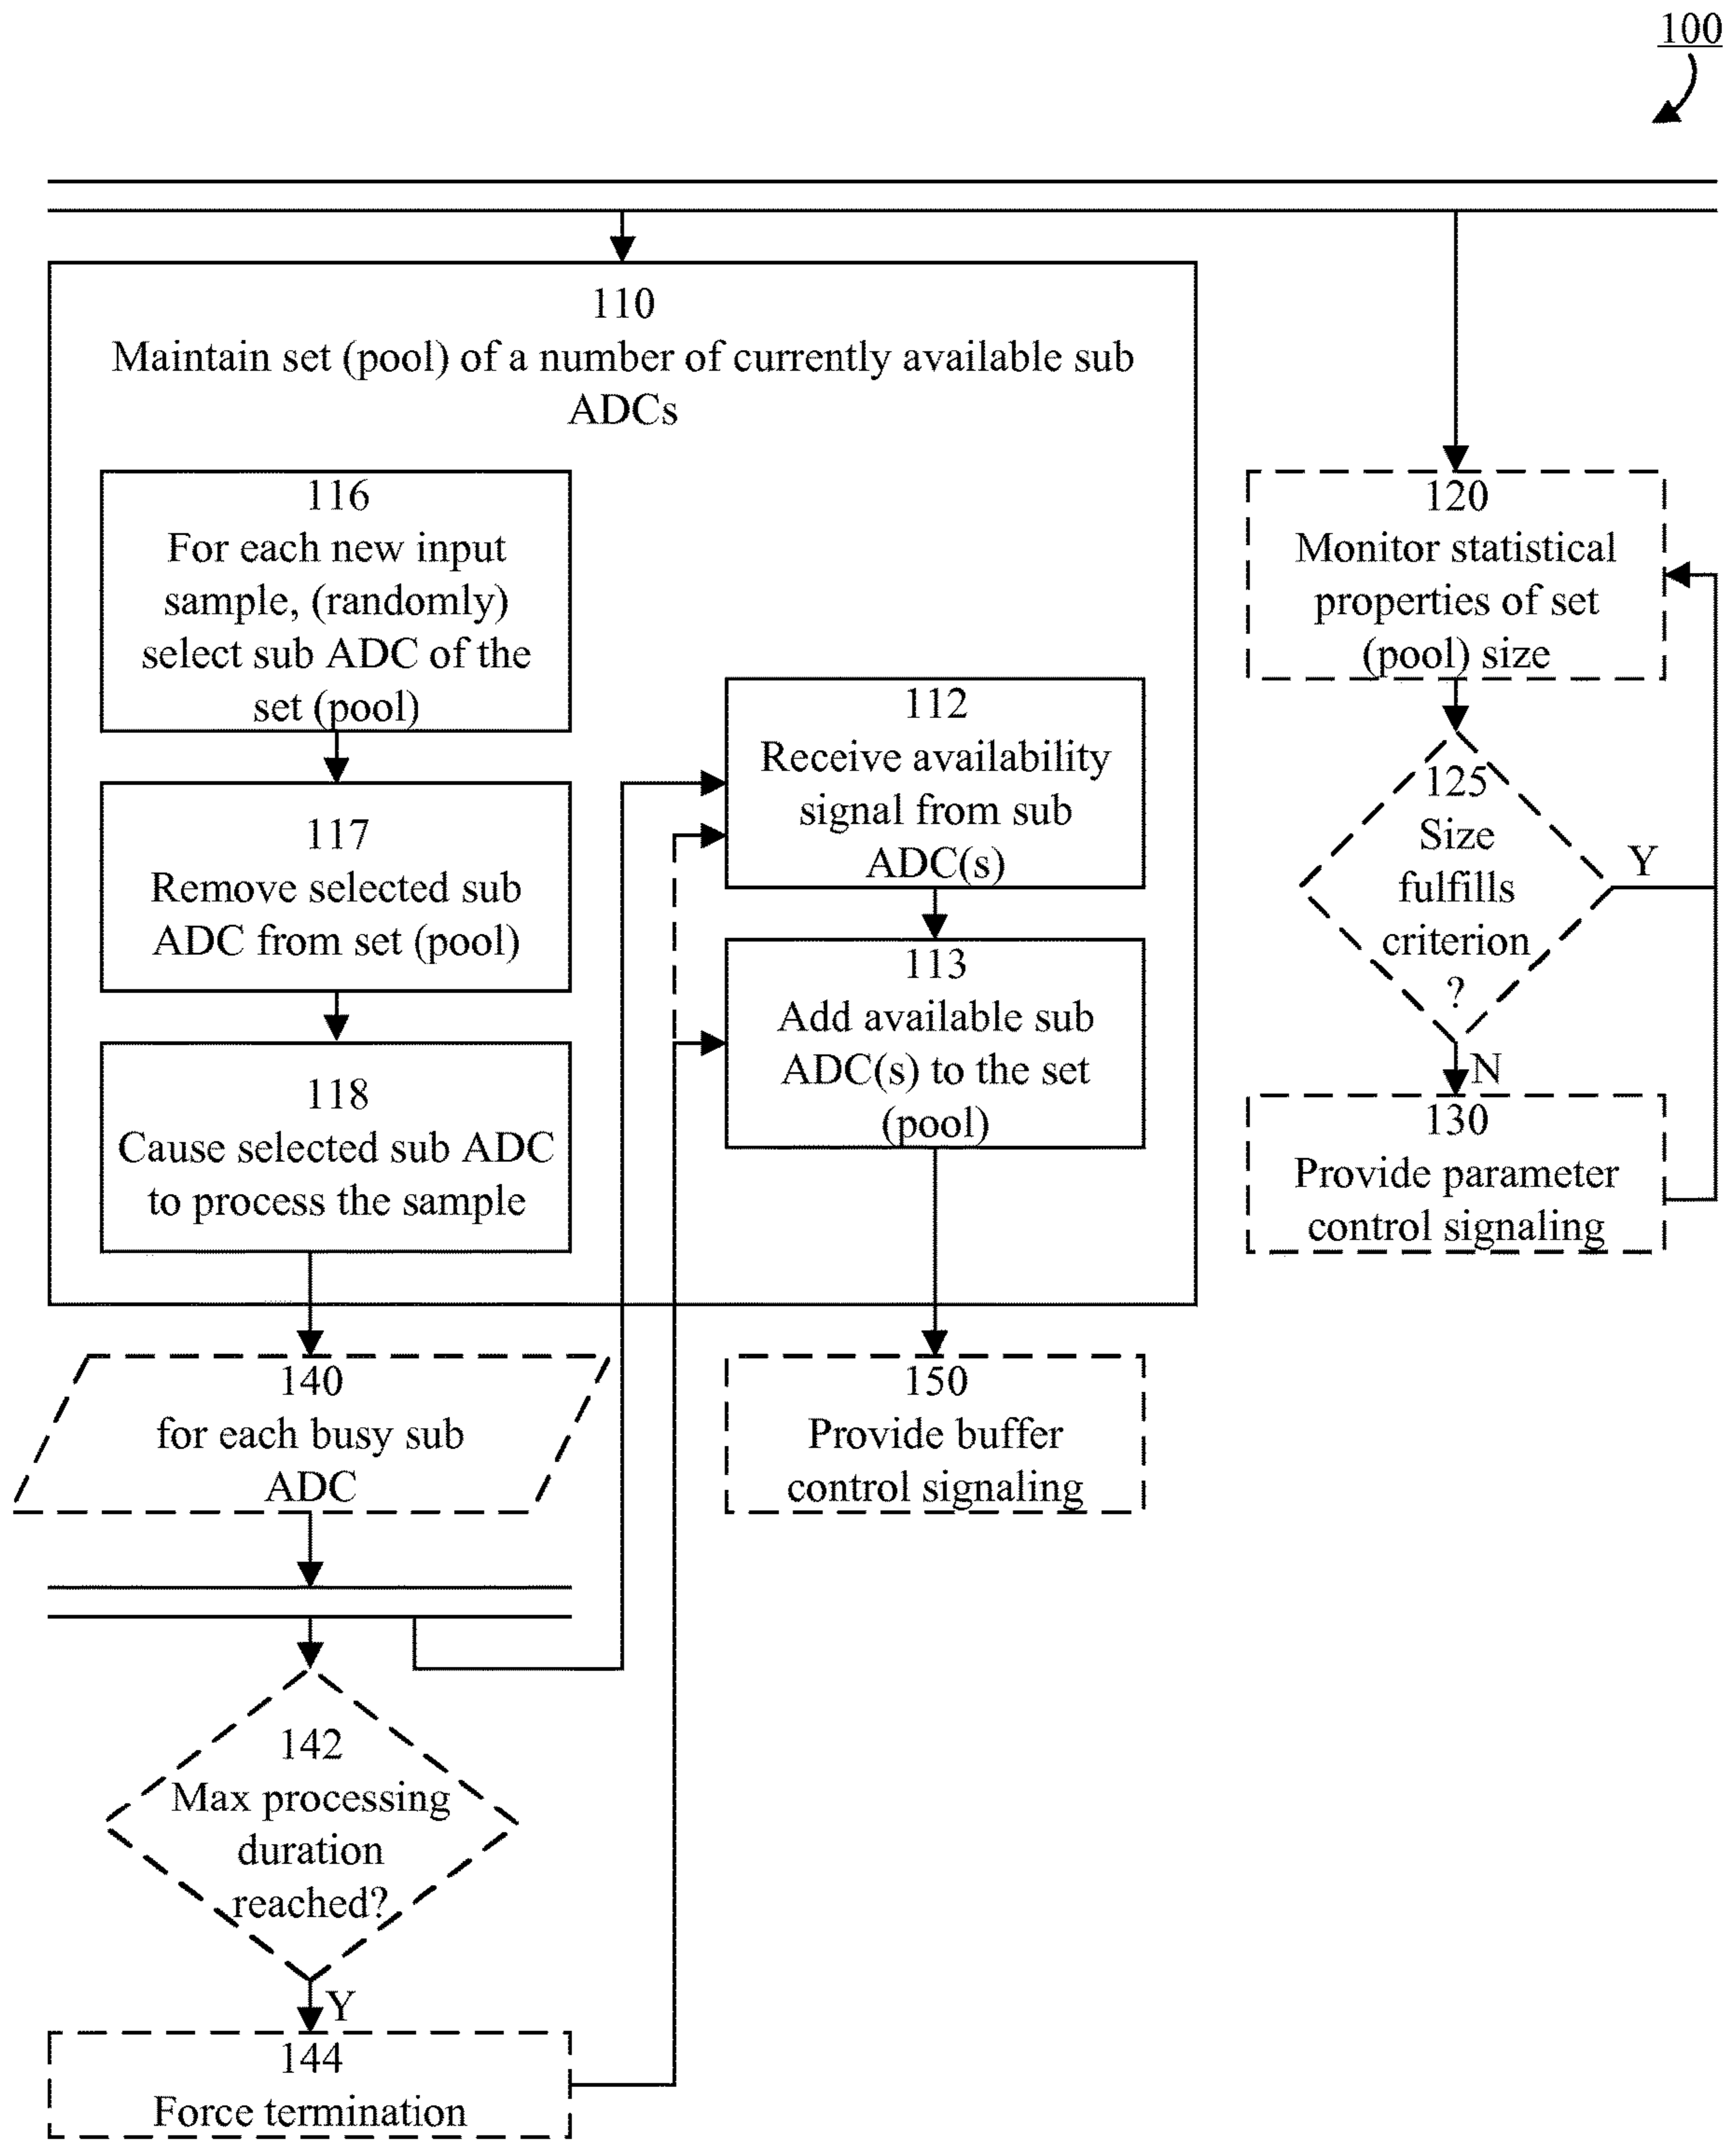 100
110
Maintain set (pool) of a number of currently available sub
ADCs
116
For each new input
sample, (randomly)
select sub ADC of the
set (pool)
117
Remove selected sub
ADC from set (pool)
118
Cause selected sub ADC
to process the sample
112
Receive availability
signal from sub
ADC(s)
113
Add available sub
ADC(s) to the set
(pool)
120
Monitor statistical
properties of set
(pool) size
125
Size
fulfills
criterion
?
Y
N
130
Provide parameter
control signaling
140
for each busy sub
ADC
150
Provide buffer
control signaling
142
Max processing
duration
reached?
Y
144
Force termination